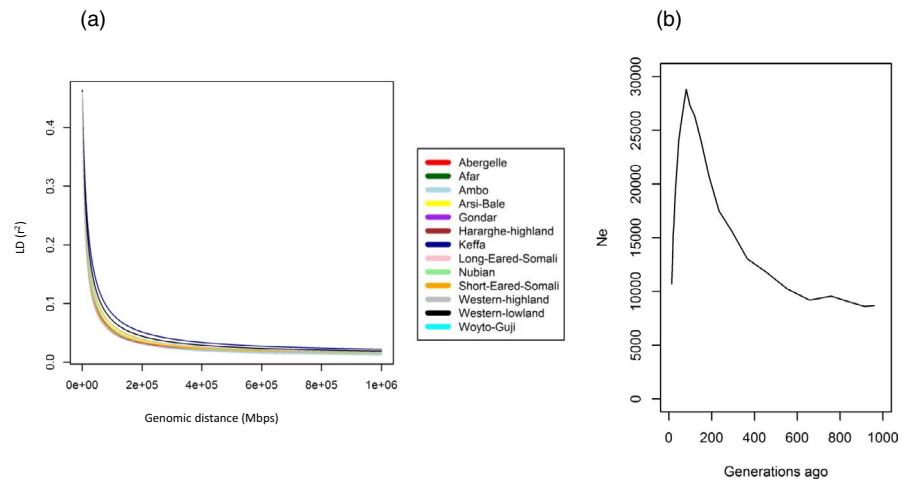 (a)
LD (r²)
0.4
0.3
0.2
0.1
0.0
0e+00 2e+05 4e+05 6e+05 8e+05 1e+06
Genomic distance (Mbps)
Abergelle
Afar
Ambo
Arsi-Bale
Gondar
Hararghe-highland
Keffa
Long-Eared-Somali
Nubian
Short-Eared-Somali
Western-highland
Western-lowland
Woyto-Guji
(b)
Ne
30000
25000
20000
15000
10000
5000
0
0 200 400 600 800 1000
Generations ago